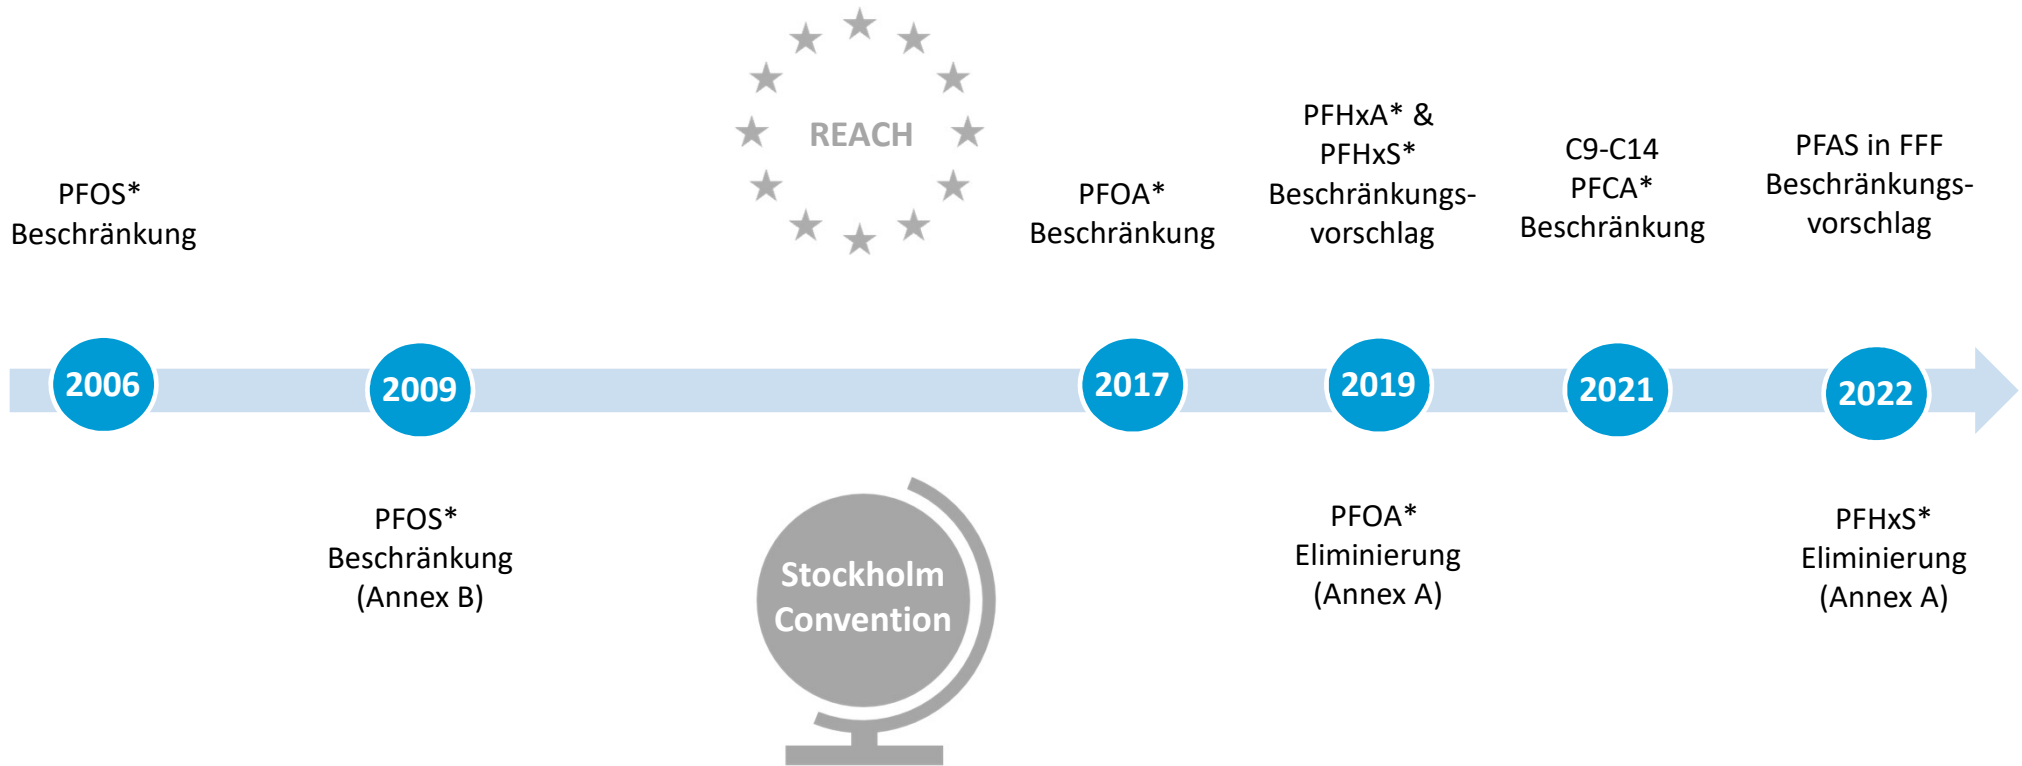 REACH
PFOS*
Beschränkung
PFOA*
Beschränkung
PFHxA* &
PFHxS*
Beschränkungs-
vorschlag
C9-C14
PFCA*
Beschränkung
PFAS in FFF
Beschränkungs-
vorschlag
2006
2009
2017
2019
2021
2022
PFOS*
Beschränkung
(Annex B)
Stockholm
Convention
PFOA*
Eliminierung
(Annex A)
PFHxS*
Eliminierung
(Annex A)